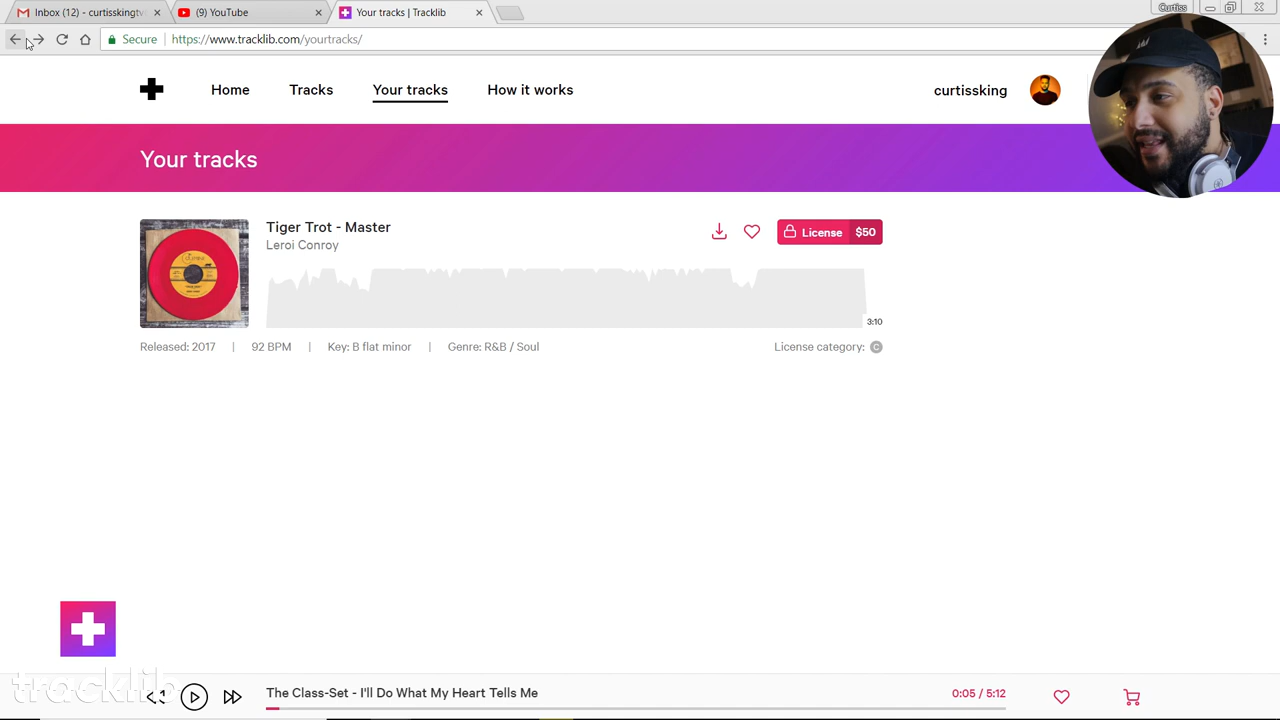 Inbox (12) - curtisskingtv
(9) YouTube
Your tracks | Tracklib
Curtiss
Secure
https://www.tracklib.com/yourtracks/
Home
Tracks
Your tracks
How it works
curtissking
Your tracks
Tiger Trot - Master
Leroi Conroy
License $50
3:10
Released: 2017 | 92 BPM | Key: B flat minor | Genre: R&B / Soul
License category: C
tracklib
The Class-Set - I'll Do What My Heart Tells Me
0:05 / 5:12